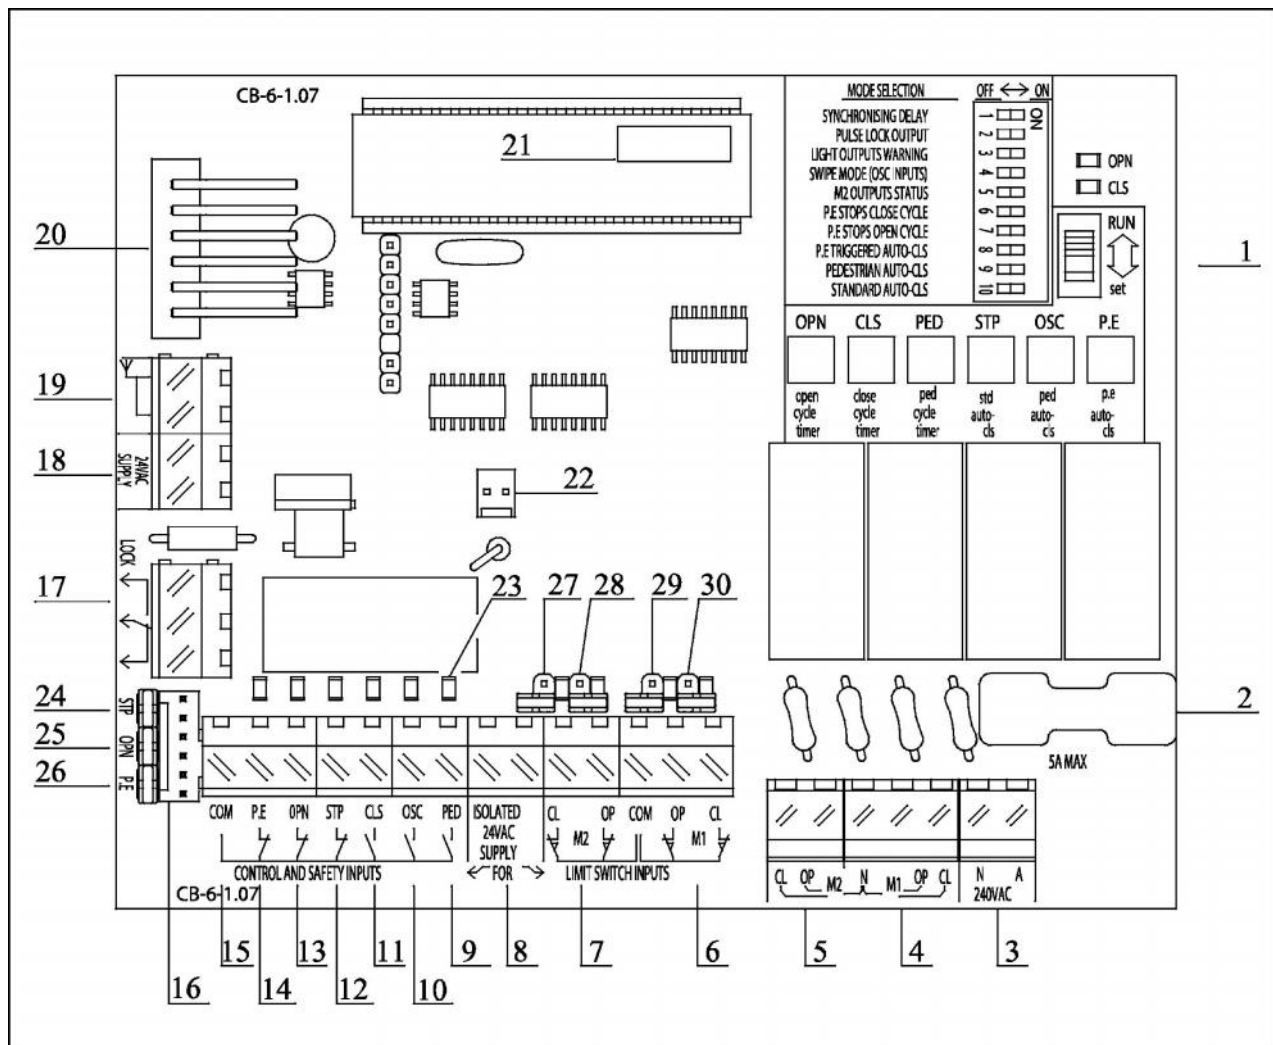 CB-6-1.07
MODE SELECTION OFF ON
SYNCHRONISING DELAY 1 ON
PULSE LOCK OUTPUT 2
LIGHT OUTPUTS WARNING 3
SWIPE MODE (OSC INPUTS) 4
M2 OUTPUTS STATUS 5
P.E STOPS CLOSE CYCLE 6
P.E STOPS OPEN CYCLE 7
P.E TRIGGERED AUTO-CLS 8
PEDESTRIAN AUTO-CLS 9
STANDARD AUTO-CLS 10
OPN
CLS
RUN
set
1
21
20
OPN CLS PED STP OSC P.E
open cycle timer
close cycle timer
ped cycle timer
std auto-cls
ped auto-cls
p.e auto-cls
19
18
24VAC SUPPLY
22
LOCK
17
23 27 28 29 30
24 STP
25 OPN
26 P.E
2
5A MAX
COM P.E OPN STP CLS OSC PED
ISOLATED 24VAC SUPPLY FOR
CL M2 OP COM OP M1 CL
CONTROL AND SAFETY INPUTS
LIMIT SWITCH INPUTS
CL OP M2 N M1 OP CL
N A
240VAC
CB-6-1.07
15 13 11 9 8 7 6 5 4 3
16 14 12 10